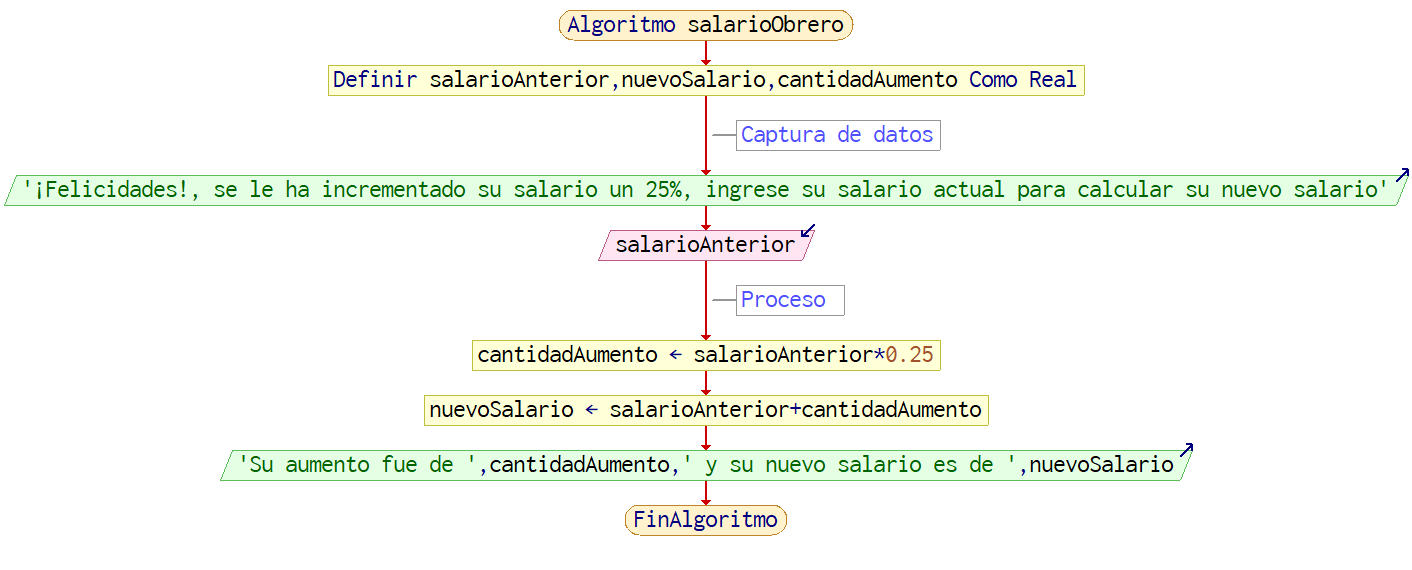 Algoritmo salarioObrero
Definir salarioAnterior,nuevoSalario,cantidadAumento Como Real
Captura de datos
'¡Felicidades!, se le ha incrementado su salario un 25%, ingrese su salario actual para calcular su nuevo salario'
salarioAnterior
Proceso
cantidadAumento ← salarioAnterior*0.25
nuevoSalario ← salarioAnterior+cantidadAumento
'Su aumento fue de ',cantidadAumento,' y su nuevo salario es de ',nuevoSalario
FinAlgoritmo